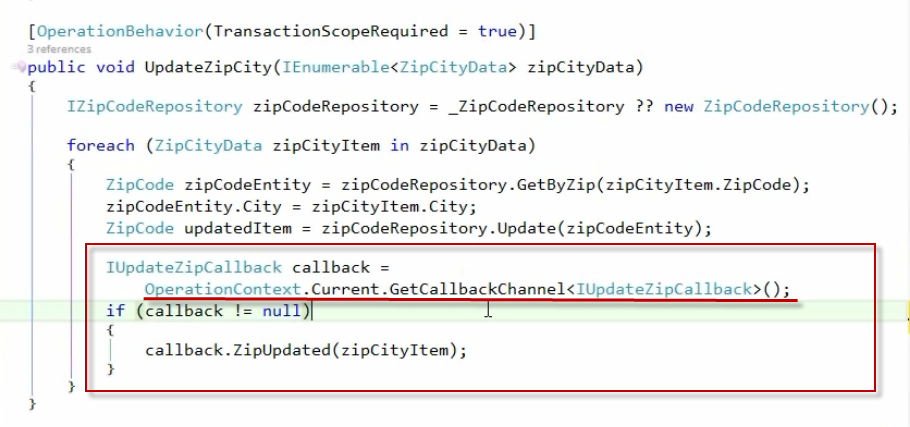 [OperationBehavior(TransactionScopeRequired = true)]
3 references
public void UpdateZipCity(IEnumerable<ZipCityData> zipCityData)
{
IZipCodeRepository zipCodeRepository = _ZipCodeRepository ?? new ZipCodeRepository();
foreach (ZipCityData zipCityItem in zipCityData)
{
ZipCode zipCodeEntity = zipCodeRepository.GetByZip(zipCityItem.ZipCode);
zipCodeEntity.City = zipCityItem.City;
ZipCode updatedItem = zipCodeRepository.Update(zipCodeEntity);
IUpdateZipCallback callback =
OperationContext.Current.GetCallbackChannel<IUpdateZipCallback>();
if (callback != null)
{
callback.ZipUpdated(zipCityItem);
}
}
}